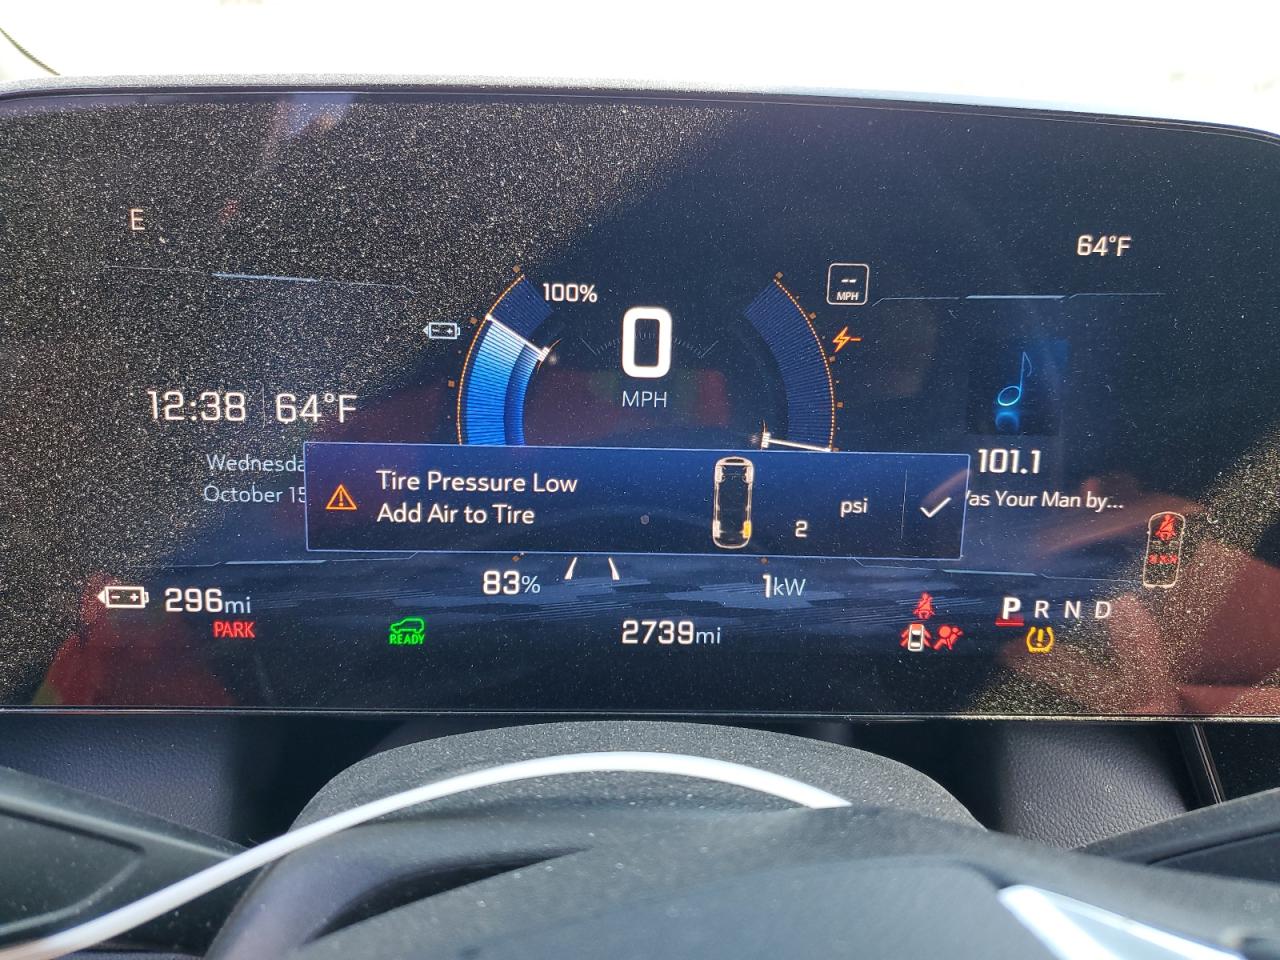 E
64°F
100%
--
MPH
0
MPH
12:38 64°F
Wednesda
October 15
101.1
as Your Man by...
Tire Pressure Low
Add Air to Tire
psi
2
83%
1kW
296mi
PARK
READY
2739mi
P R N D